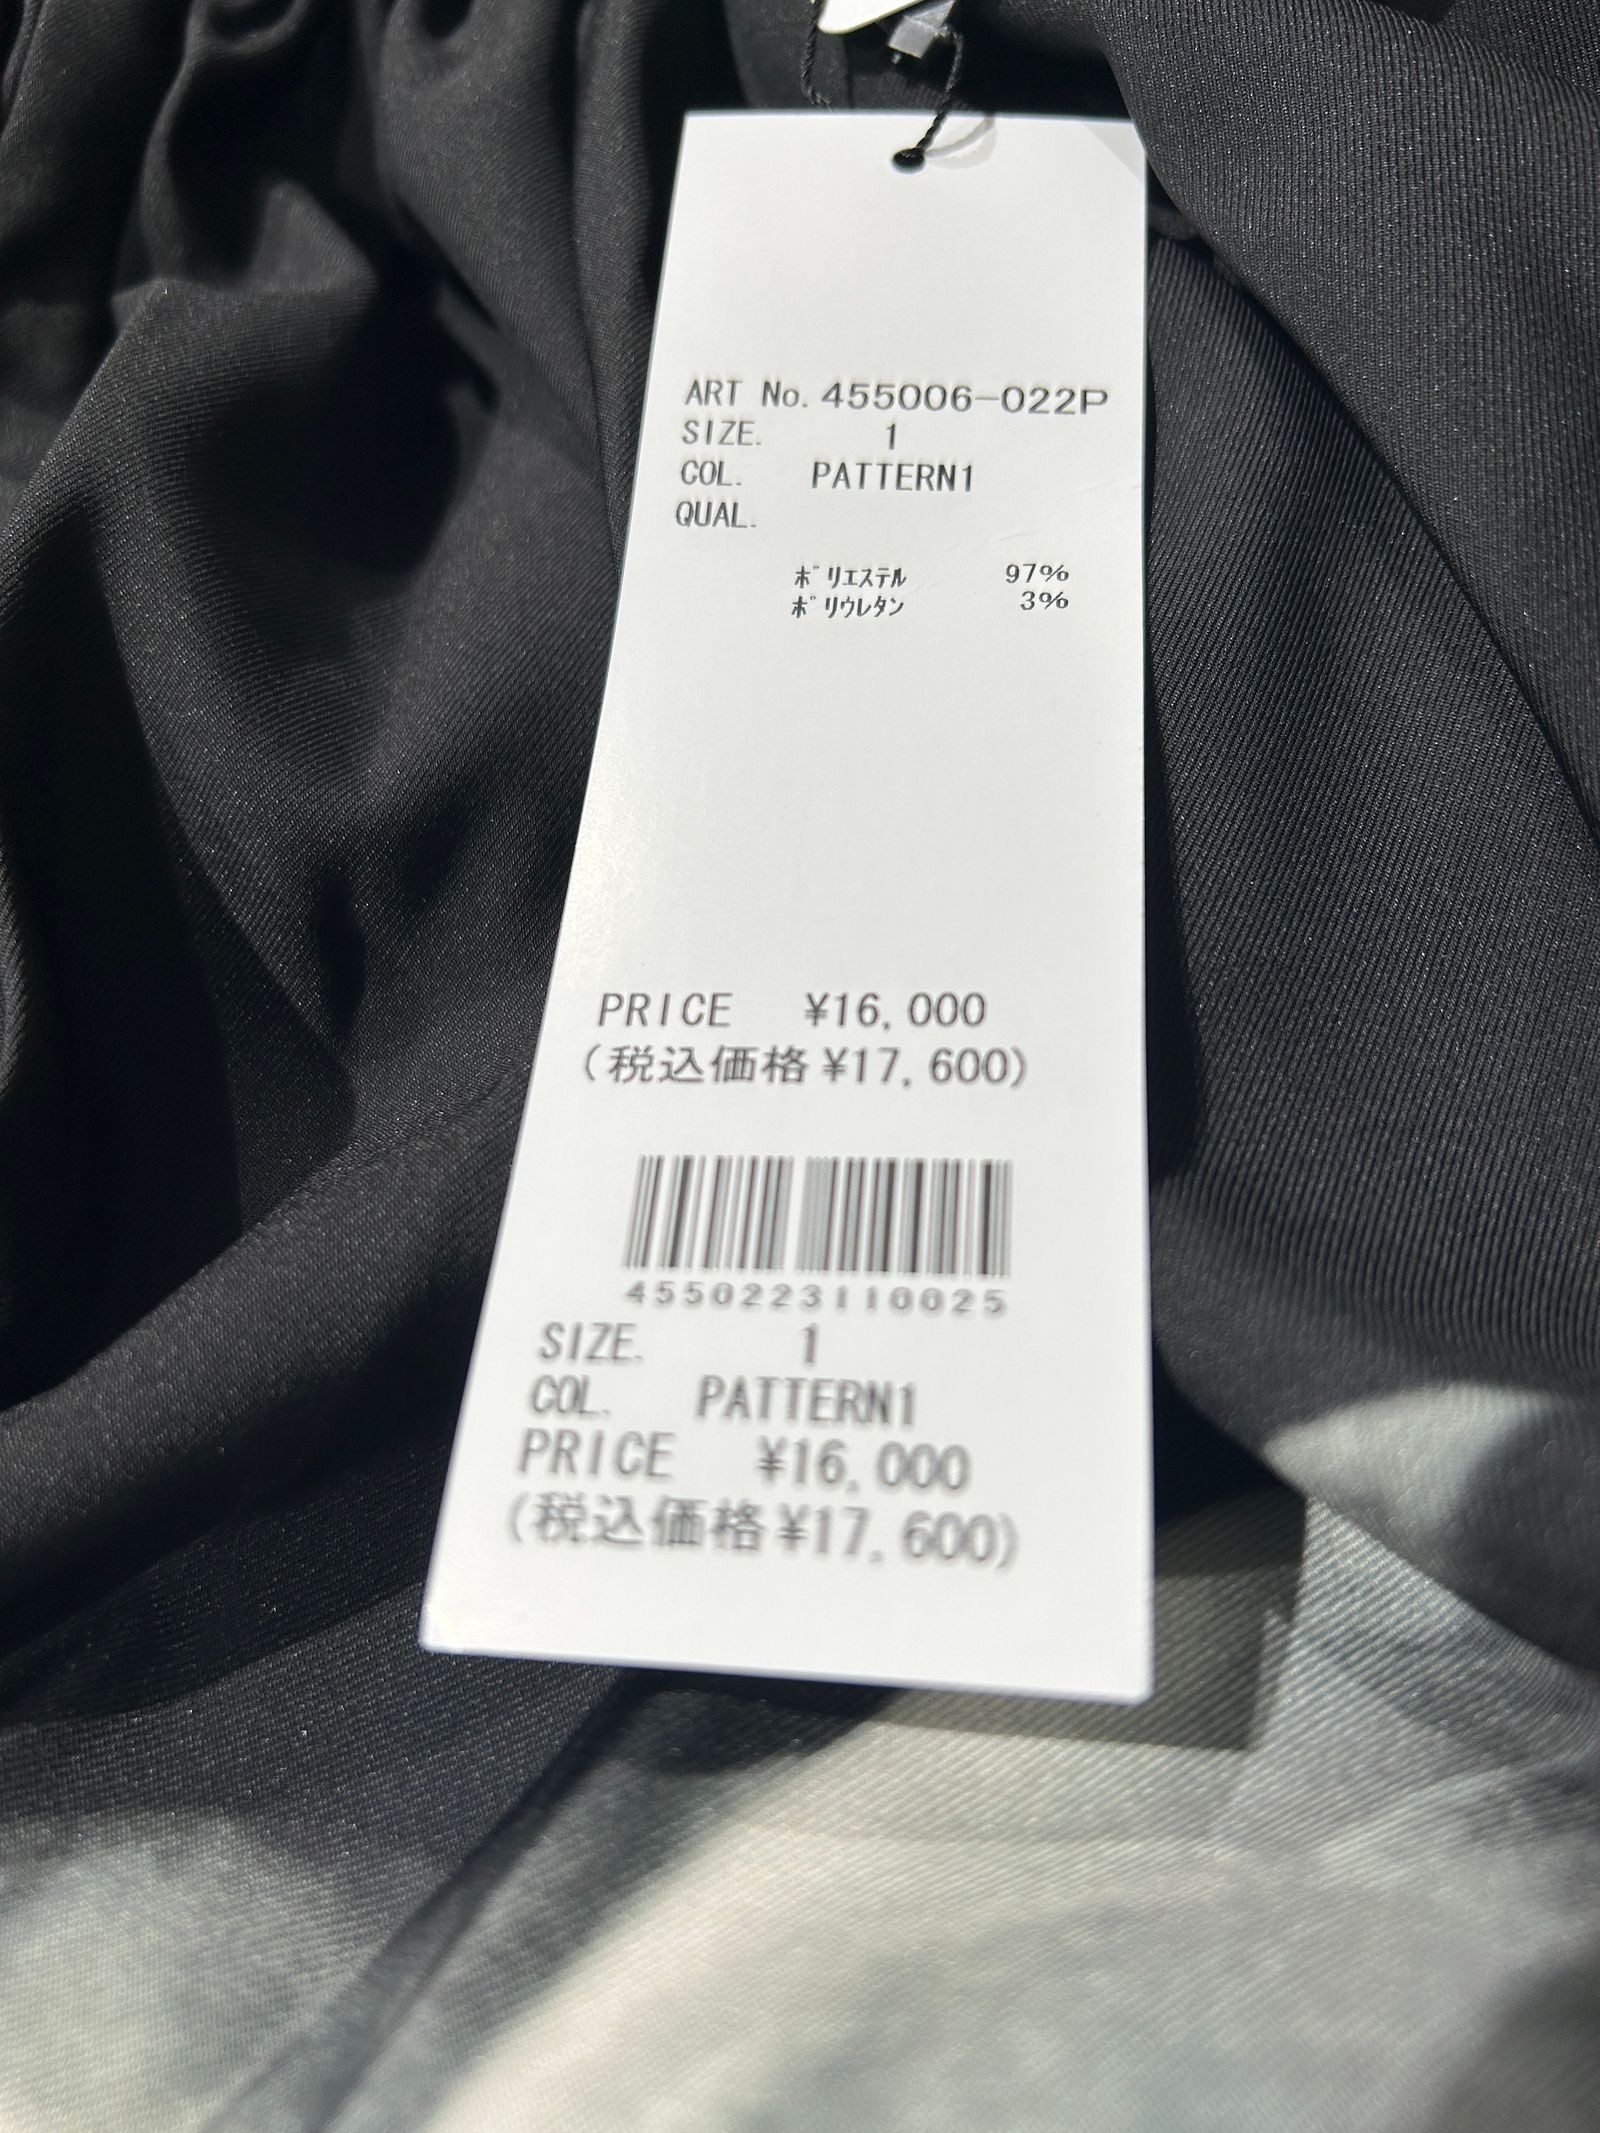 ART No. 455006-022P
SIZE. 1
COL. PATTERN1
QUAL.
ﾎﾟﾘｴｽﾃﾙ 97%
ﾎﾟﾘｳﾚﾀﾝ 3%
PRICE ¥16,000
(税込価格¥17,600)
4550223110025
SIZE. 1
COL. PATTERN1
PRICE ¥16,000
(税込価格¥17,600)